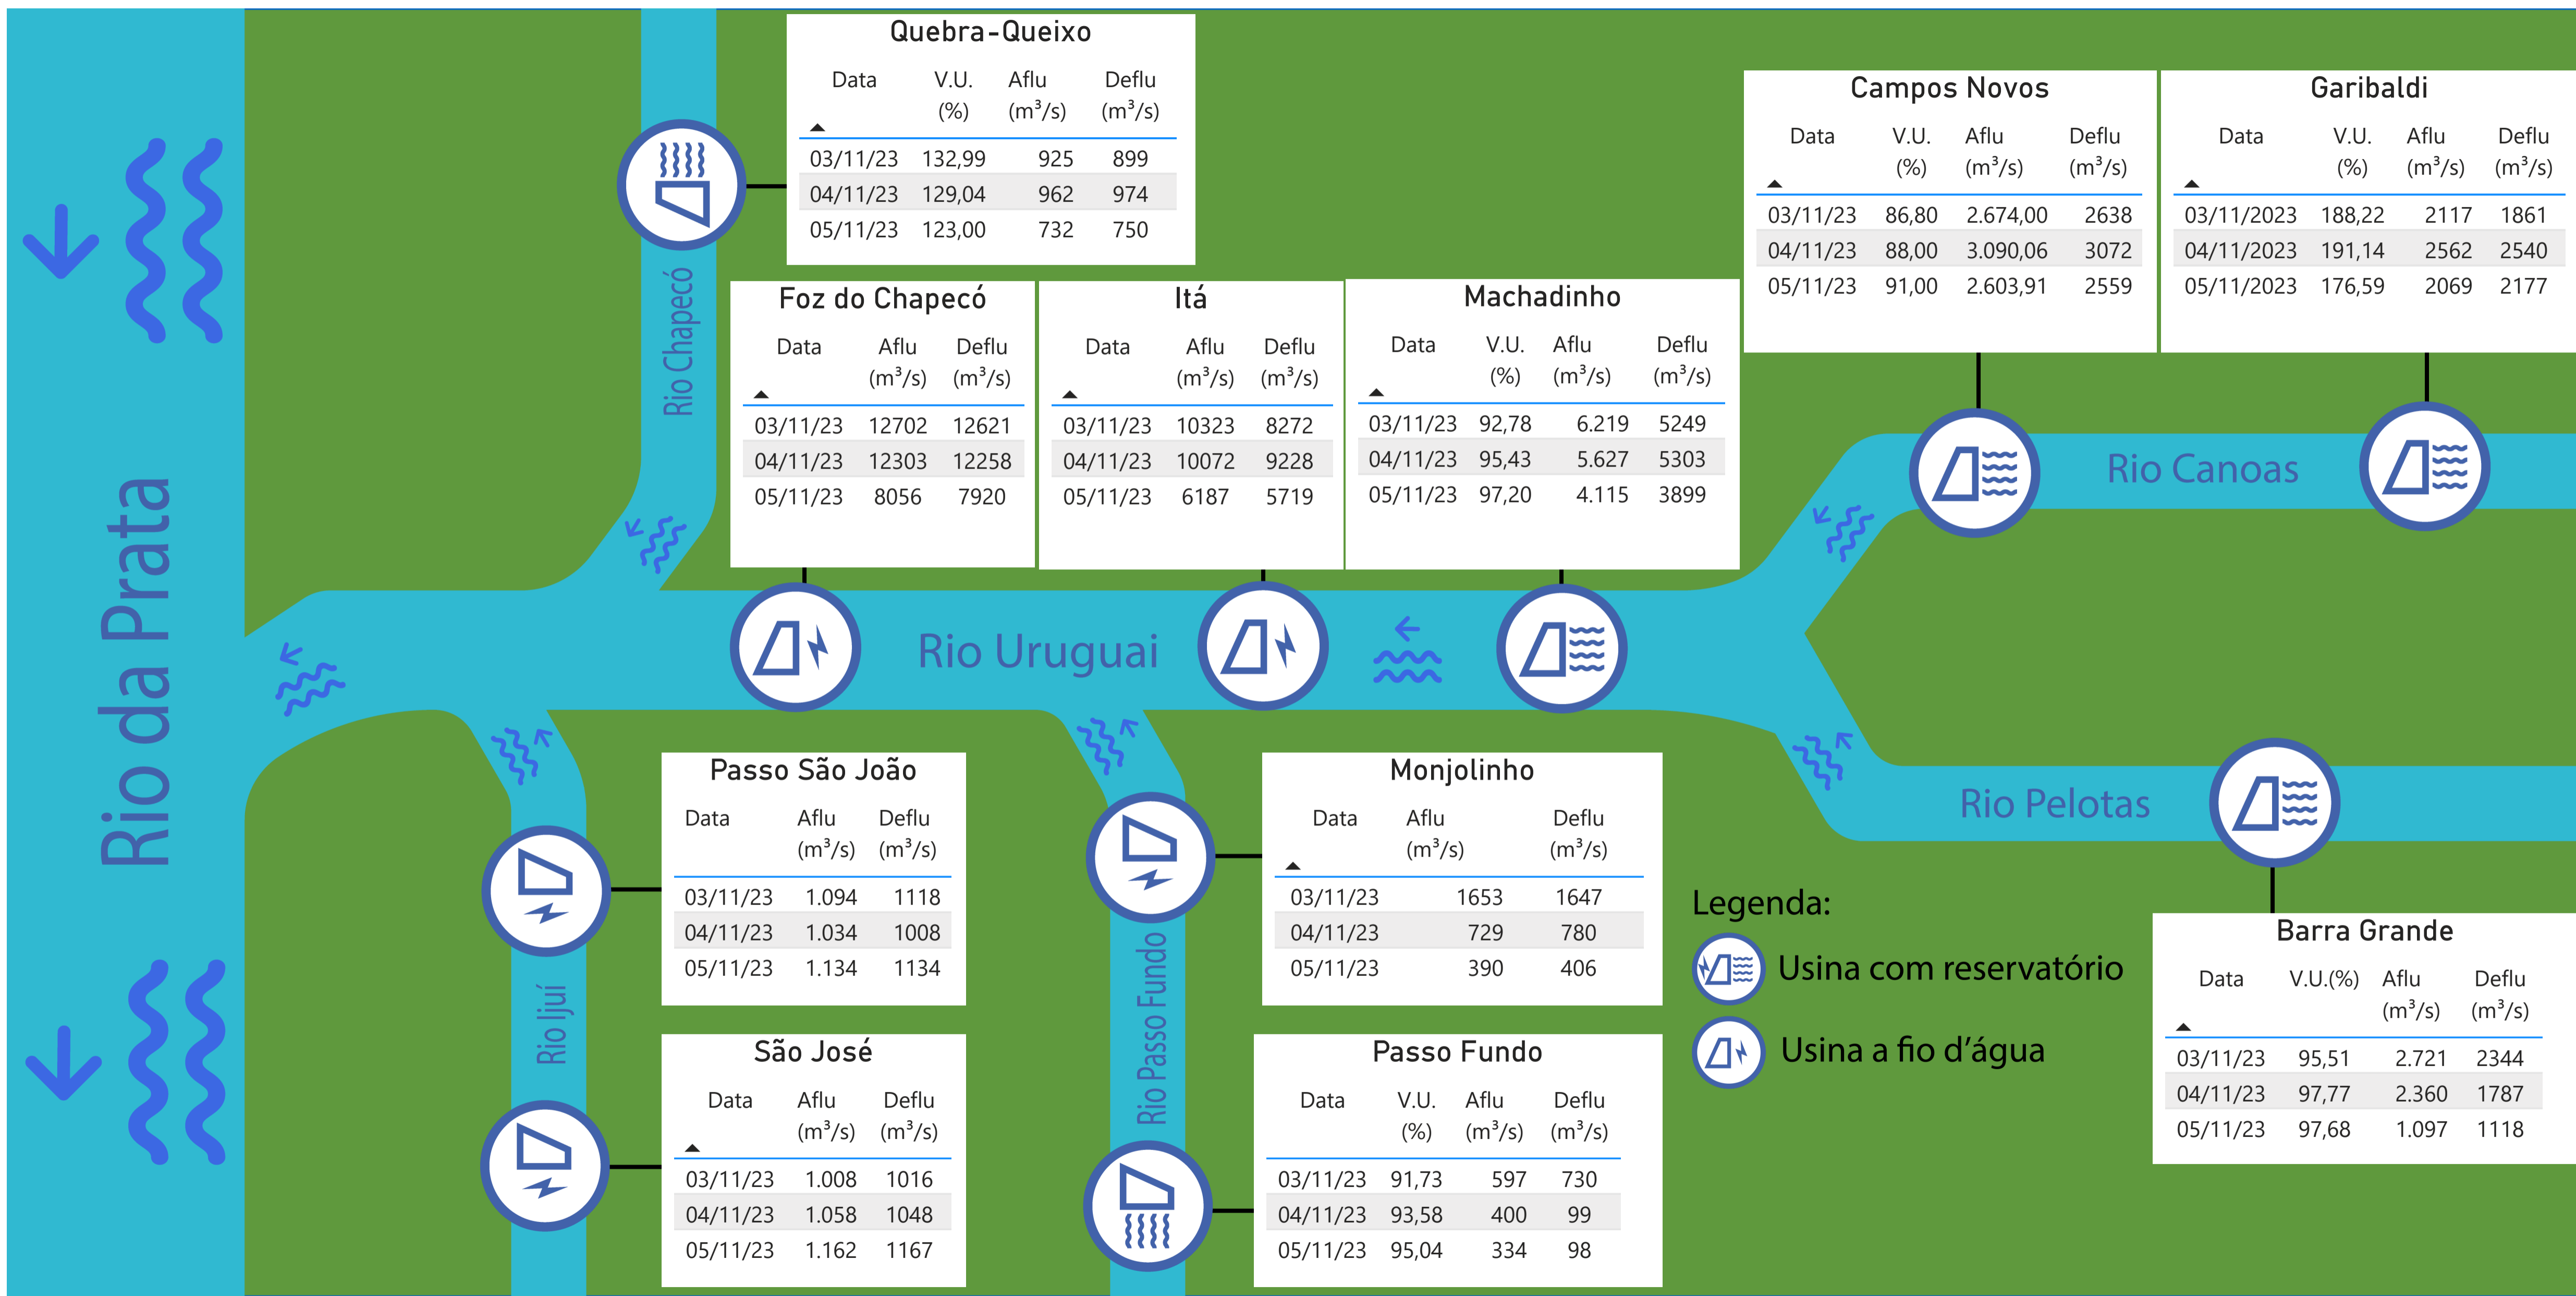 Rio da Prata
Quebra-Queixo
Data V.U. (%) Aflu (m³/s) Deflu (m³/s)
03/11/23 132,99 925 899
04/11/23 129,04 962 974
05/11/23 123,00 732 750
Rio Chapecó
Campos Novos
Data V.U. (%) Aflu (m³/s) Deflu (m³/s)
03/11/23 86,80 2.674,00 2638
04/11/23 88,00 3.090,06 3072
05/11/23 91,00 2.603,91 2559
Garibaldi
Data V.U. (%) Aflu (m³/s) Deflu (m³/s)
03/11/2023 188,22 2117 1861
04/11/2023 191,14 2562 2540
05/11/2023 176,59 2069 2177
Foz do Chapecó
Data Aflu (m³/s) Deflu (m³/s)
03/11/23 12702 12621
04/11/23 12303 12258
05/11/23 8056 7920
Itá
Data Aflu (m³/s) Deflu (m³/s)
03/11/23 10323 8272
04/11/23 10072 9228
05/11/23 6187 5719
Machadinho
Data V.U. (%) Aflu (m³/s) Deflu (m³/s)
03/11/23 92,78 6.219 5249
04/11/23 95,43 5.627 5303
05/11/23 97,20 4.115 3899
Rio Canoas
Rio Uruguai
Rio Pelotas
Passo São João
Data Aflu (m³/s) Deflu (m³/s)
03/11/23 1.094 1118
04/11/23 1.034 1008
05/11/23 1.134 1134
Rio Ijuí
São José
Data Aflu (m³/s) Deflu (m³/s)
03/11/23 1.008 1016
04/11/23 1.058 1048
05/11/23 1.162 1167
Monjolinho
Data Aflu (m³/s) Deflu (m³/s)
03/11/23 1653 1647
04/11/23 729 780
05/11/23 390 406
Rio Passo Fundo
Passo Fundo
Data V.U. (%) Aflu (m³/s) Deflu (m³/s)
03/11/23 91,73 597 730
04/11/23 93,58 400 99
05/11/23 95,04 334 98
Legenda:
Usina com reservatório
Usina a fio d'água
Barra Grande
Data V.U.(%) Aflu (m³/s) Deflu (m³/s)
03/11/23 95,51 2.721 2344
04/11/23 97,77 2.360 1787
05/11/23 97,68 1.097 1118